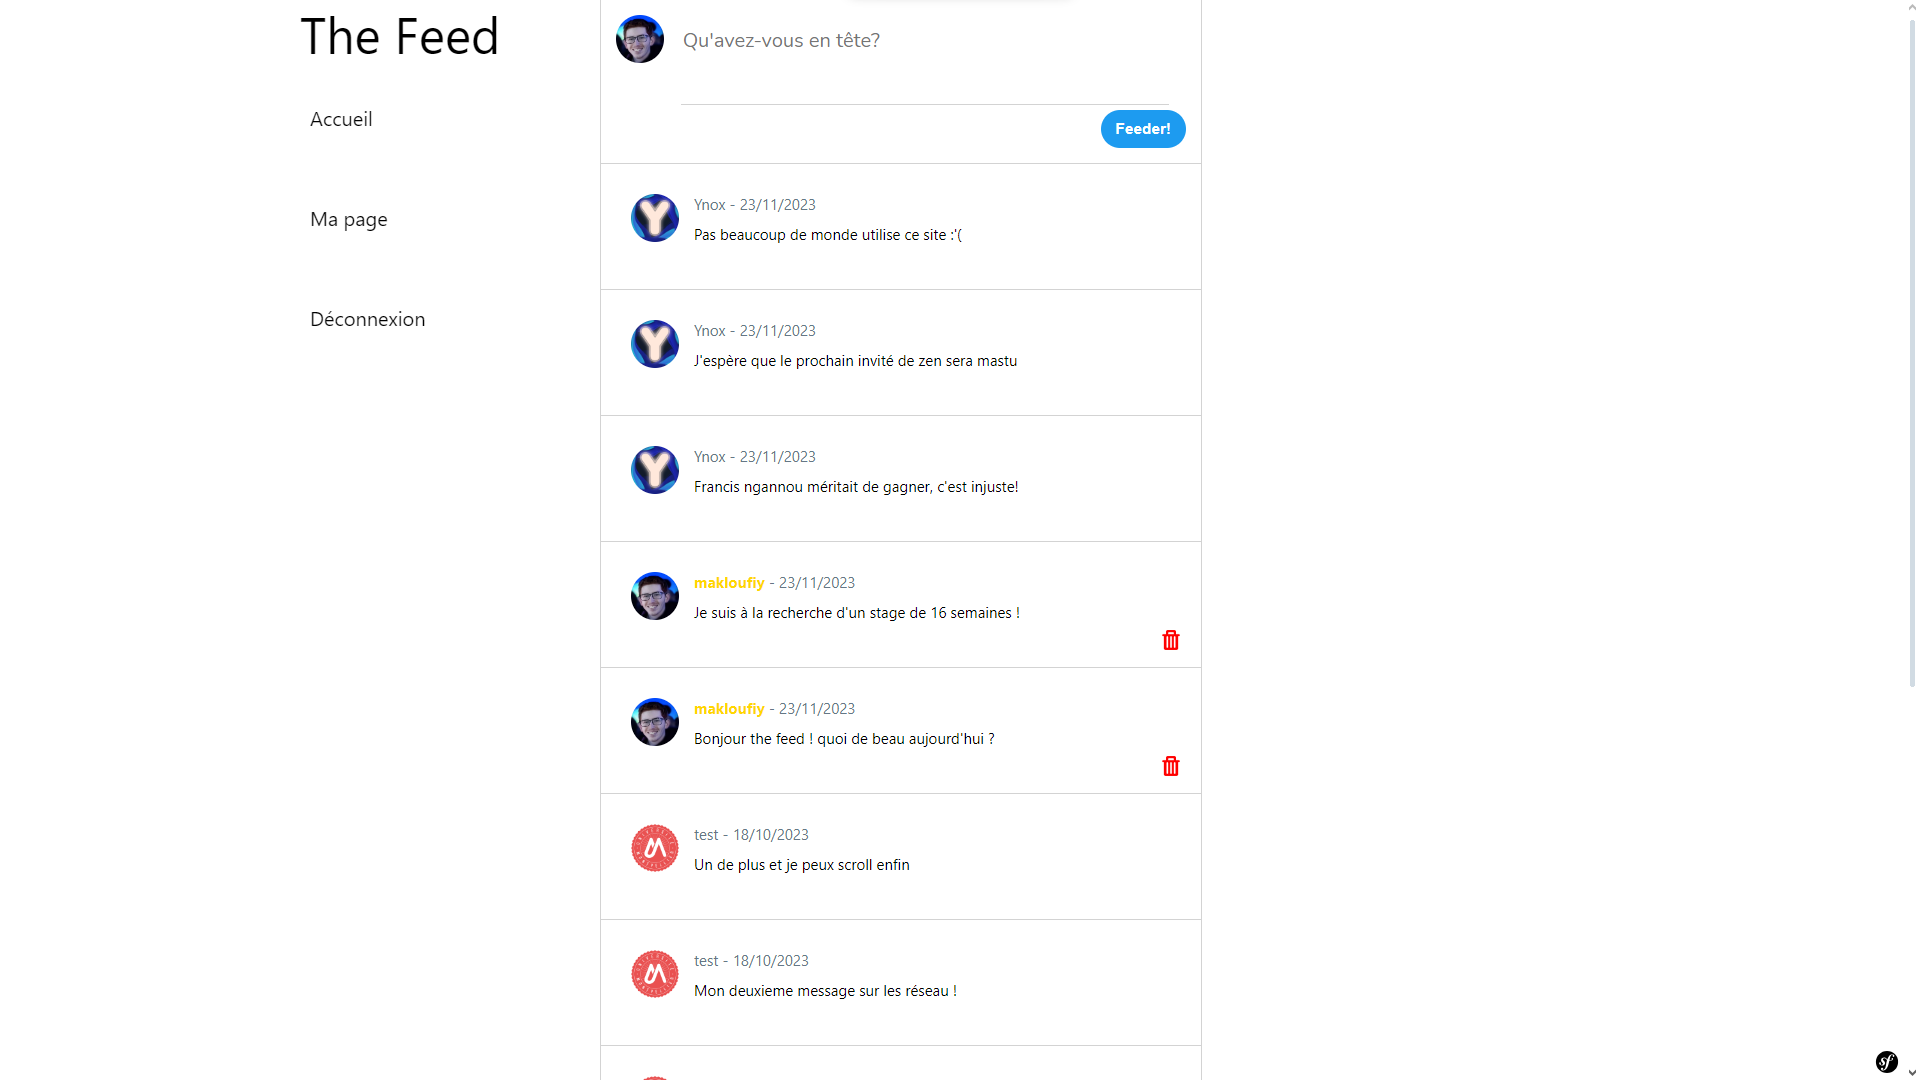 The Feed
Accueil
Ma page
Déconnexion
Qu'avez-vous en tête?
Feeder!
Ynox - 23/11/2023
Pas beaucoup de monde utilise ce site :'(
Ynox - 23/11/2023
J'espère que le prochain invité de zen sera mastu
Ynox - 23/11/2023
Francis ngannou méritait de gagner, c'est injuste!
makloufiy - 23/11/2023
Je suis à la recherche d'un stage de 16 semaines !
makloufiy - 23/11/2023
Bonjour the feed ! quoi de beau aujourd'hui ?
test - 18/10/2023
Un de plus et je peux scroll enfin
test - 18/10/2023
Mon deuxieme message sur les réseau !
sf